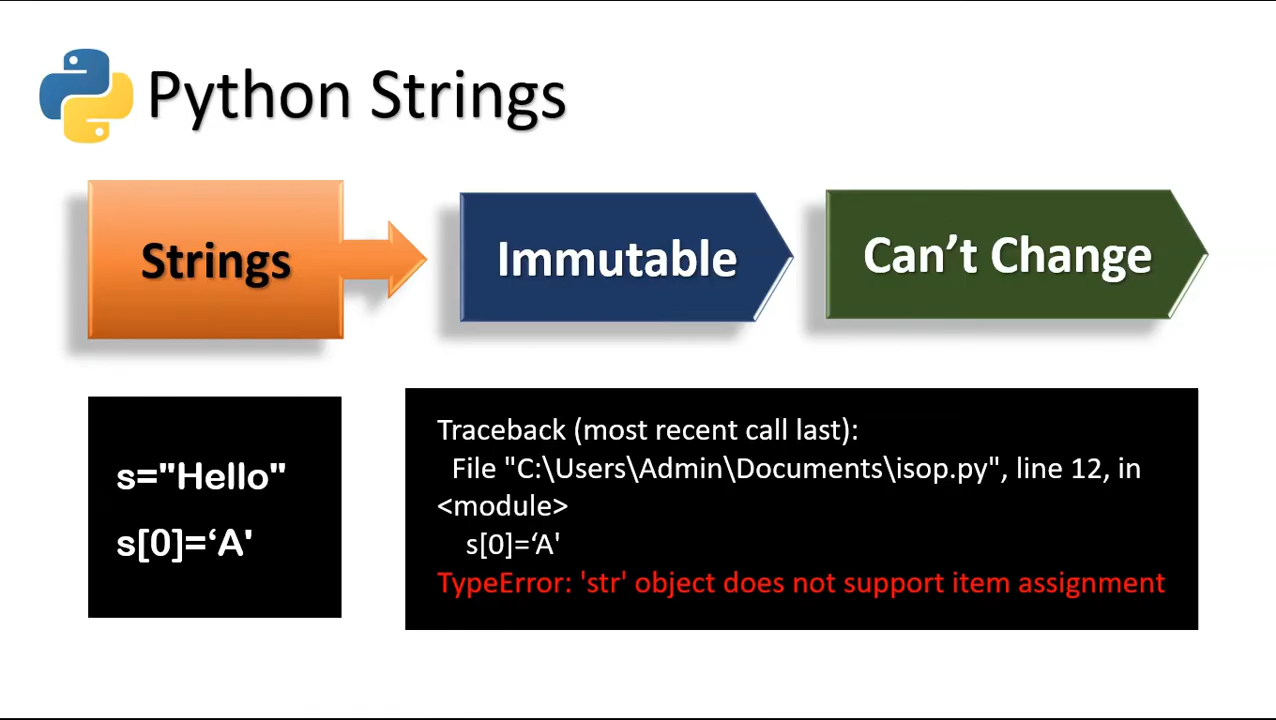 Python Strings
Strings
Immutable
Can’t Change
s="Hello"
s[0]=‘A'
Traceback (most recent call last):
File "C:\Users\Admin\Documents\isop.py", line 12, in
<module>
s[0]=‘A'
TypeError: 'str' object does not support item assignment